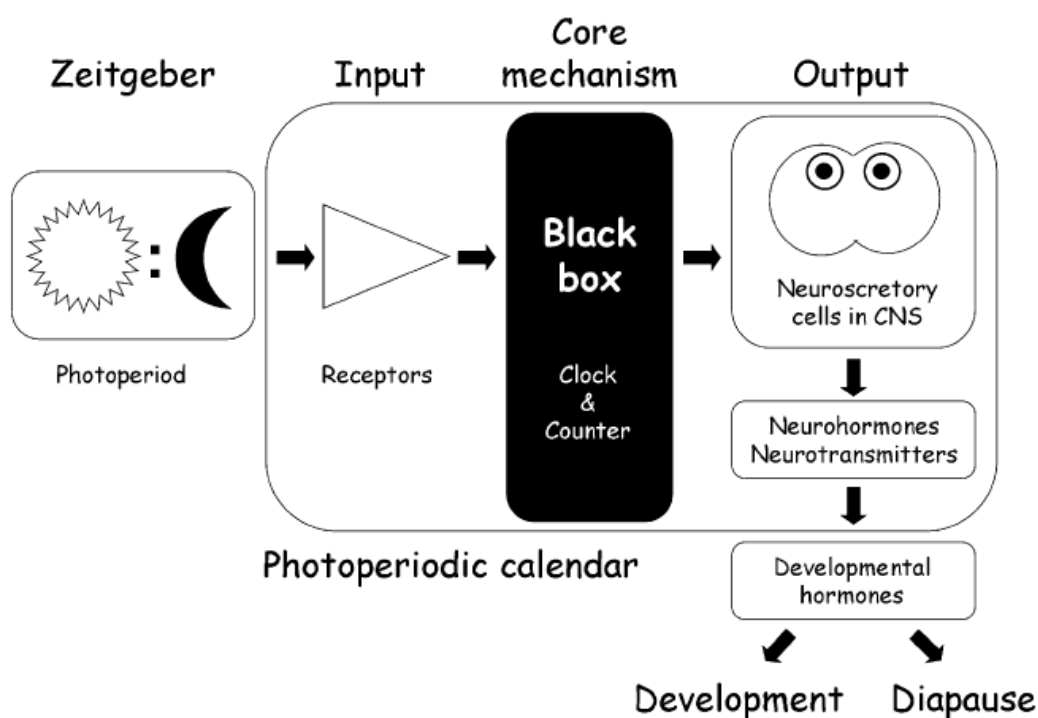 Zeitgeber
Input
Core
mechanism
Output
Photoperiod
Receptors
Black
box
Clock
&
Counter
Neuroscretory
cells in CNS
Neurohormones
Neurotransmitters
Photoperiodic calendar
Developmental
hormones
Development
Diapause